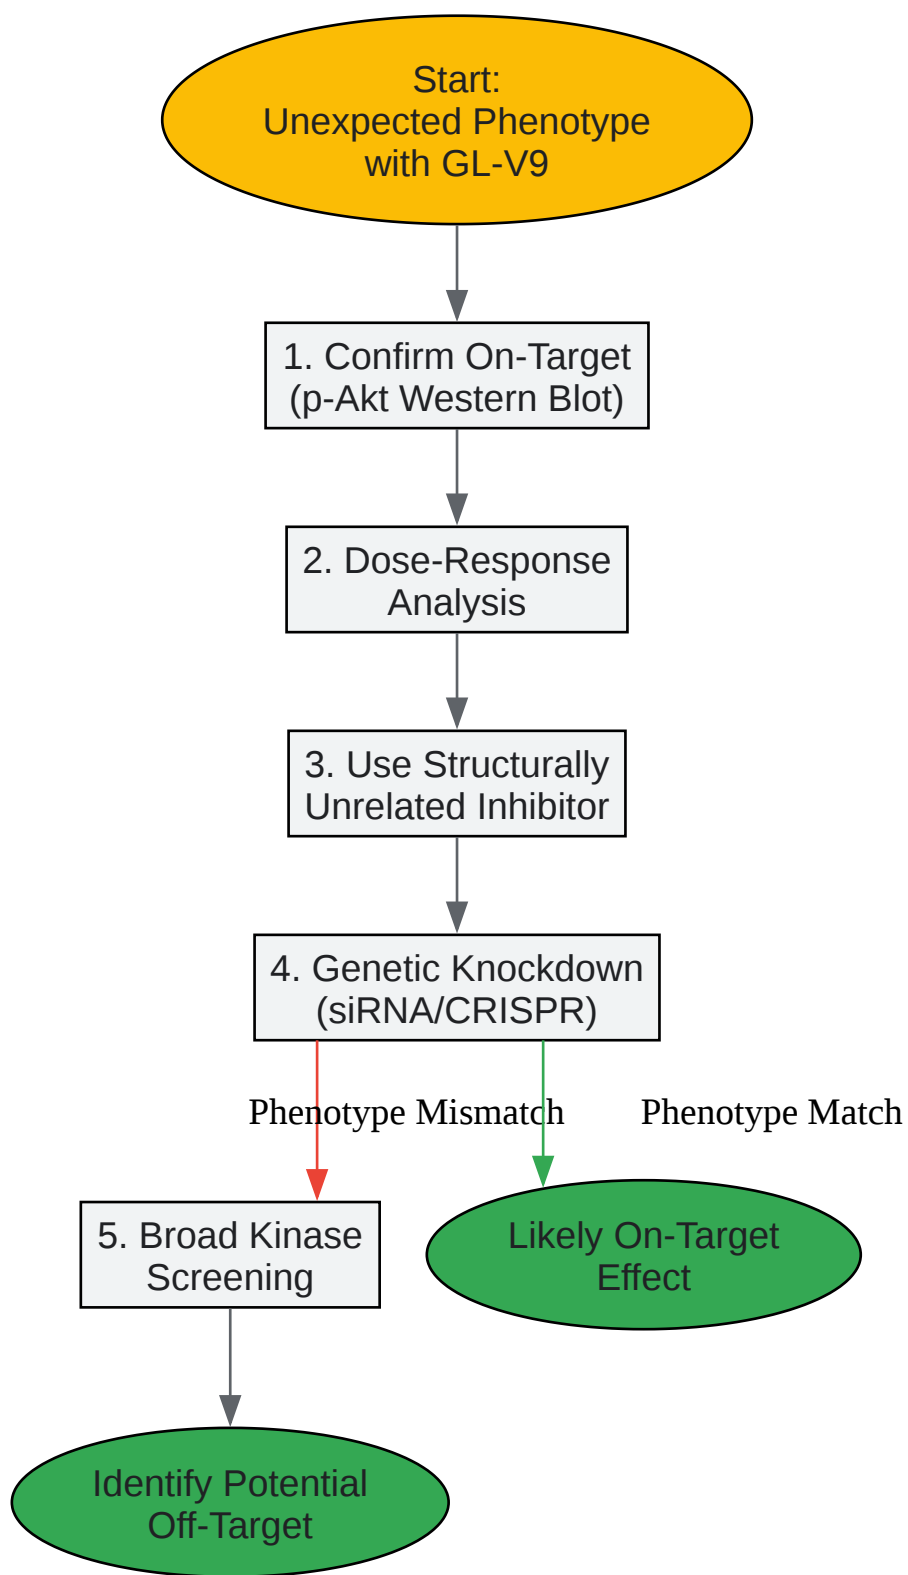 Start:
Unexpected Phenotype
with GL-V9
1. Confirm On-Target
(p-Akt Western Blot)
2. Dose-Response
Analysis
3. Use Structurally
Unrelated Inhibitor
4. Genetic Knockdown
(siRNA/CRISPR)
Phenotype Mismatch
Phenotype Match
5. Broad Kinase
Screening
Likely On-Target
Effect
Identify Potential
Off-Target